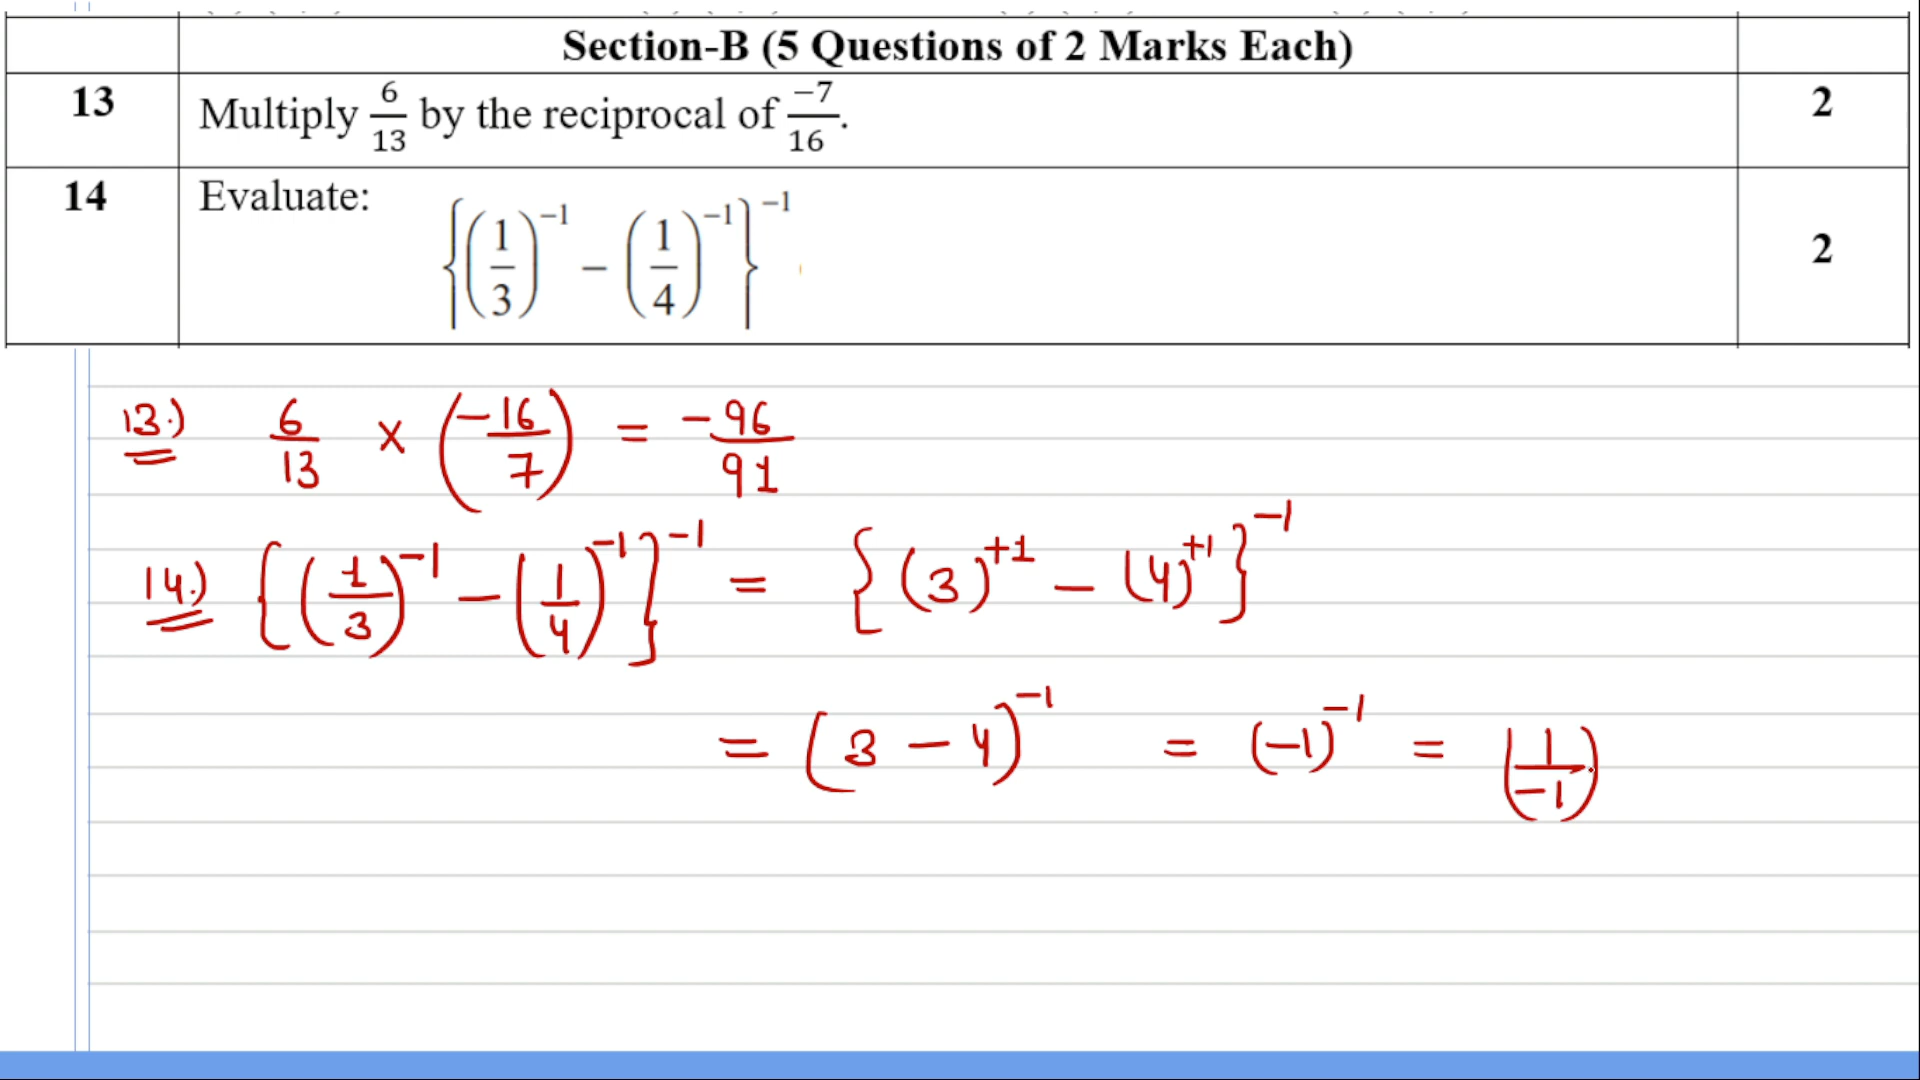 Section-B (5 Questions of 2 Marks Each)
13 Multiply 6/13 by the reciprocal of −7/16. 2
14 Evaluate: {(1/3)^−1 − (1/4)^−1}^−1 2
13.) 6/13 × (−16/7) = −96/91
14.) {(1/3)^−1 − (1/4)^−1}^−1 = {(3)^+1 − (4)^+1}^−1
= (3 − 4)^−1 = (−1)^−1 = (1/−1)